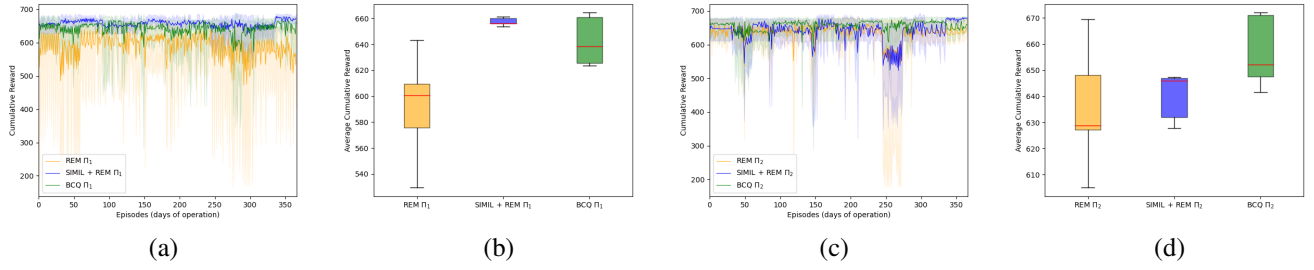 700
600
500
400
300
200
Cumulative Reward
REM Π1
SIMIL + REM Π1
BCQ Π1
0 50 100 150 200 250 300 350
Episodes (days of operation)
(a)
660
640
620
600
580
560
540
Average Cumulative Reward
REM Π1 SIMIL + REM Π1 BCQ Π1
(b)
700
600
500
400
300
200
Cumulative Reward
REM Π2
SIMIL + REM Π2
BCQ Π2
0 50 100 150 200 250 300 350
Episodes (days of operation)
(c)
670
660
650
640
630
620
610
Average Cumulative Reward
REM Π2 SIMIL + REM Π2 BCQ Π2
(d)